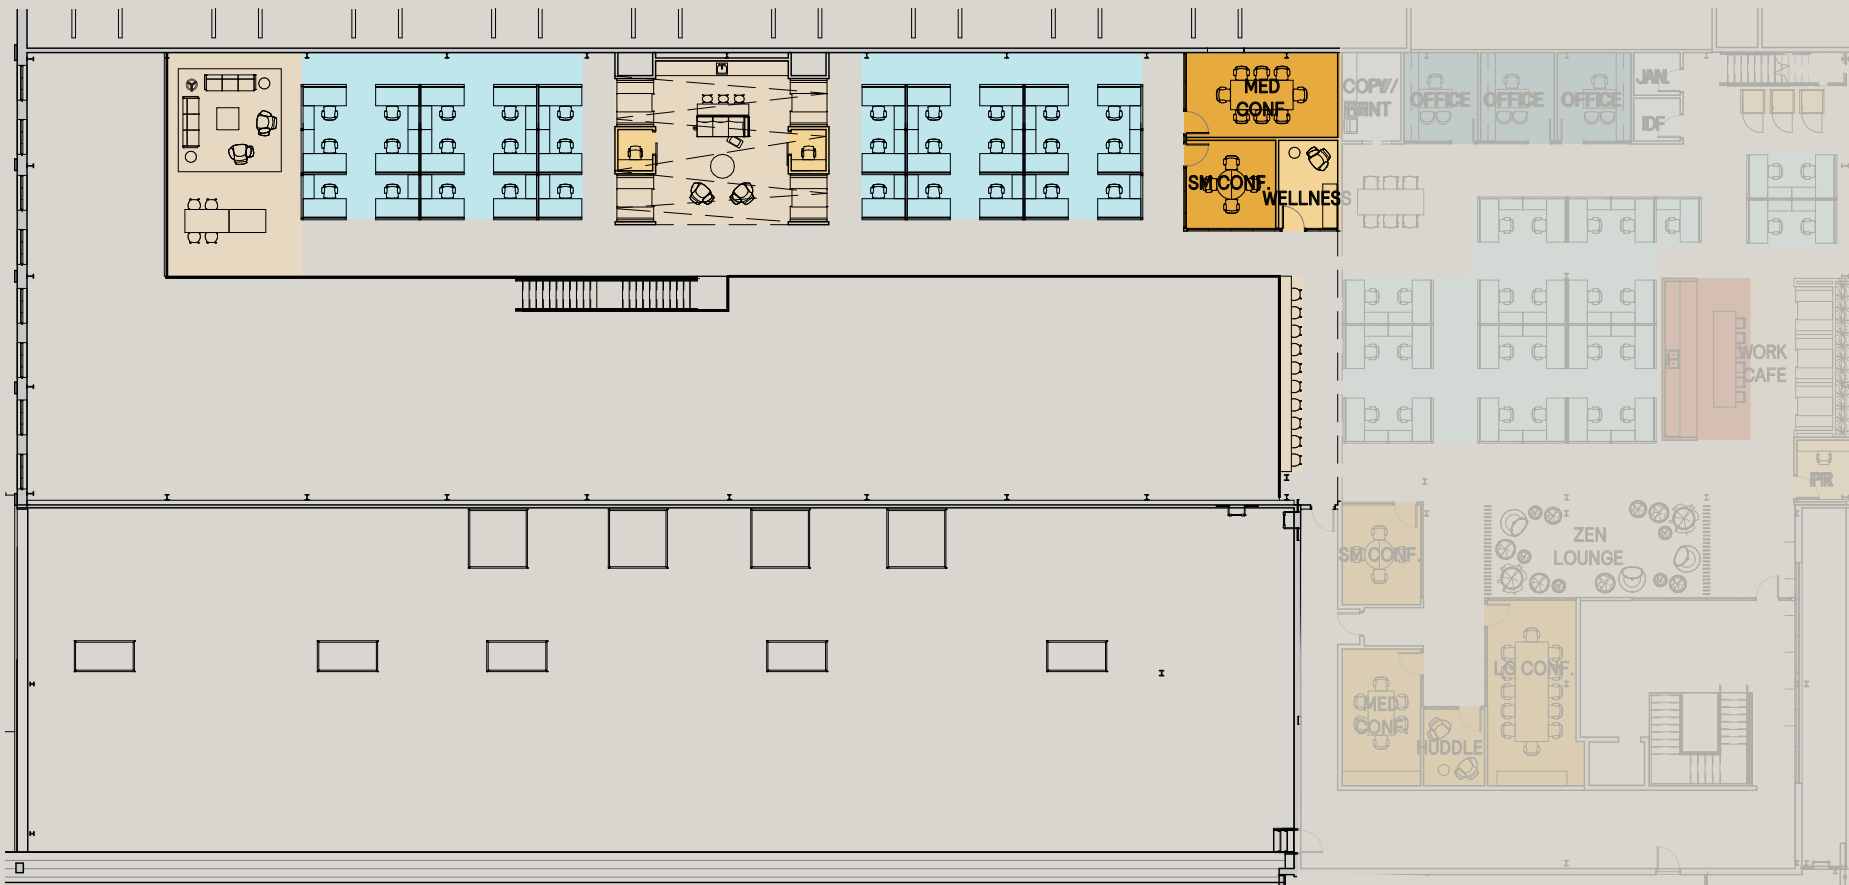 MED
CONF.
SM CONF.
WELLNESS
COPY/
PRINT
OFFICE
OFFICE
OFFICE
JAN.
IDF
WORK
CAFE
PR
SM CONF.
ZEN
LOUNGE
LG CONF.
MED
CONF.
HUDDLE